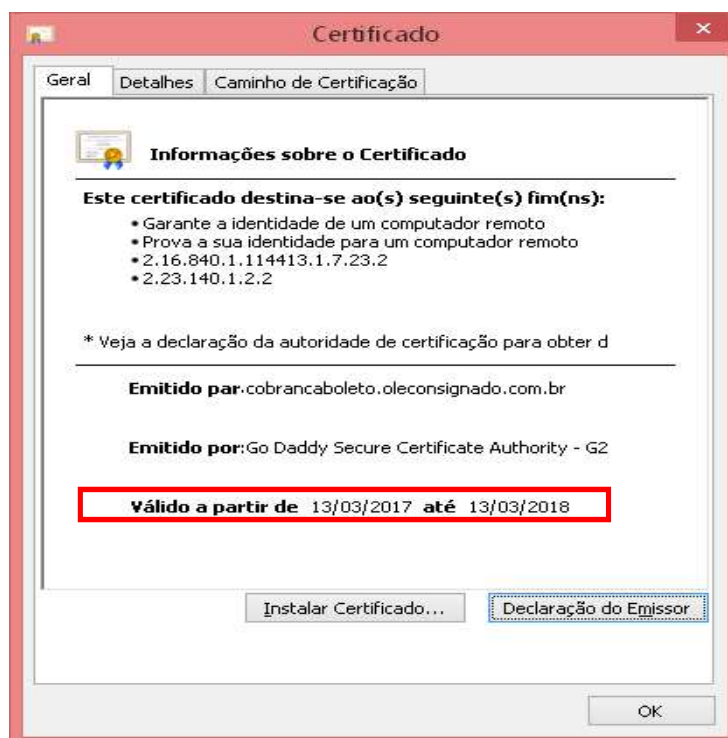 Certificado
Geral Detalhes Caminho de Certificação
Informações sobre o Certificado
Este certificado destina-se ao(s) seguinte(s) fim(ns):
• Garante a identidade de um computador remoto
• Prova a sua identidade para um computador remoto
• 2.16.840.1.114413.1.7.23.2
• 2.23.140.1.2.2
* Veja a declaração da autoridade de certificação para obter d
Emitido par cobrancaboleto.oleconsignado.com.br
Emitido por: Go Daddy Secure Certificate Authority - G2
Válido a partir de 13/03/2017 até 13/03/2018
Instalar Certificado... Declaração do Emissor
OK